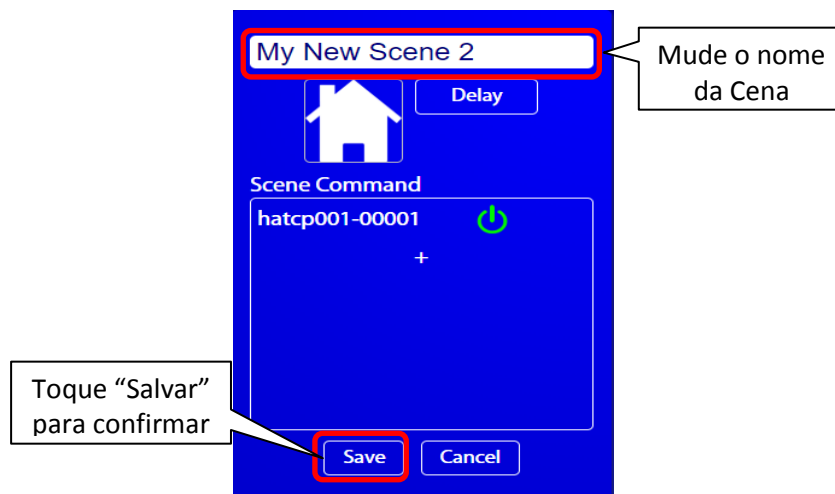 My New Scene 2
Mude o nome
da Cena
Delay
Scene Command
hatcp001-00001
+
Toque “Salvar”
para confirmar
Save
Cancel